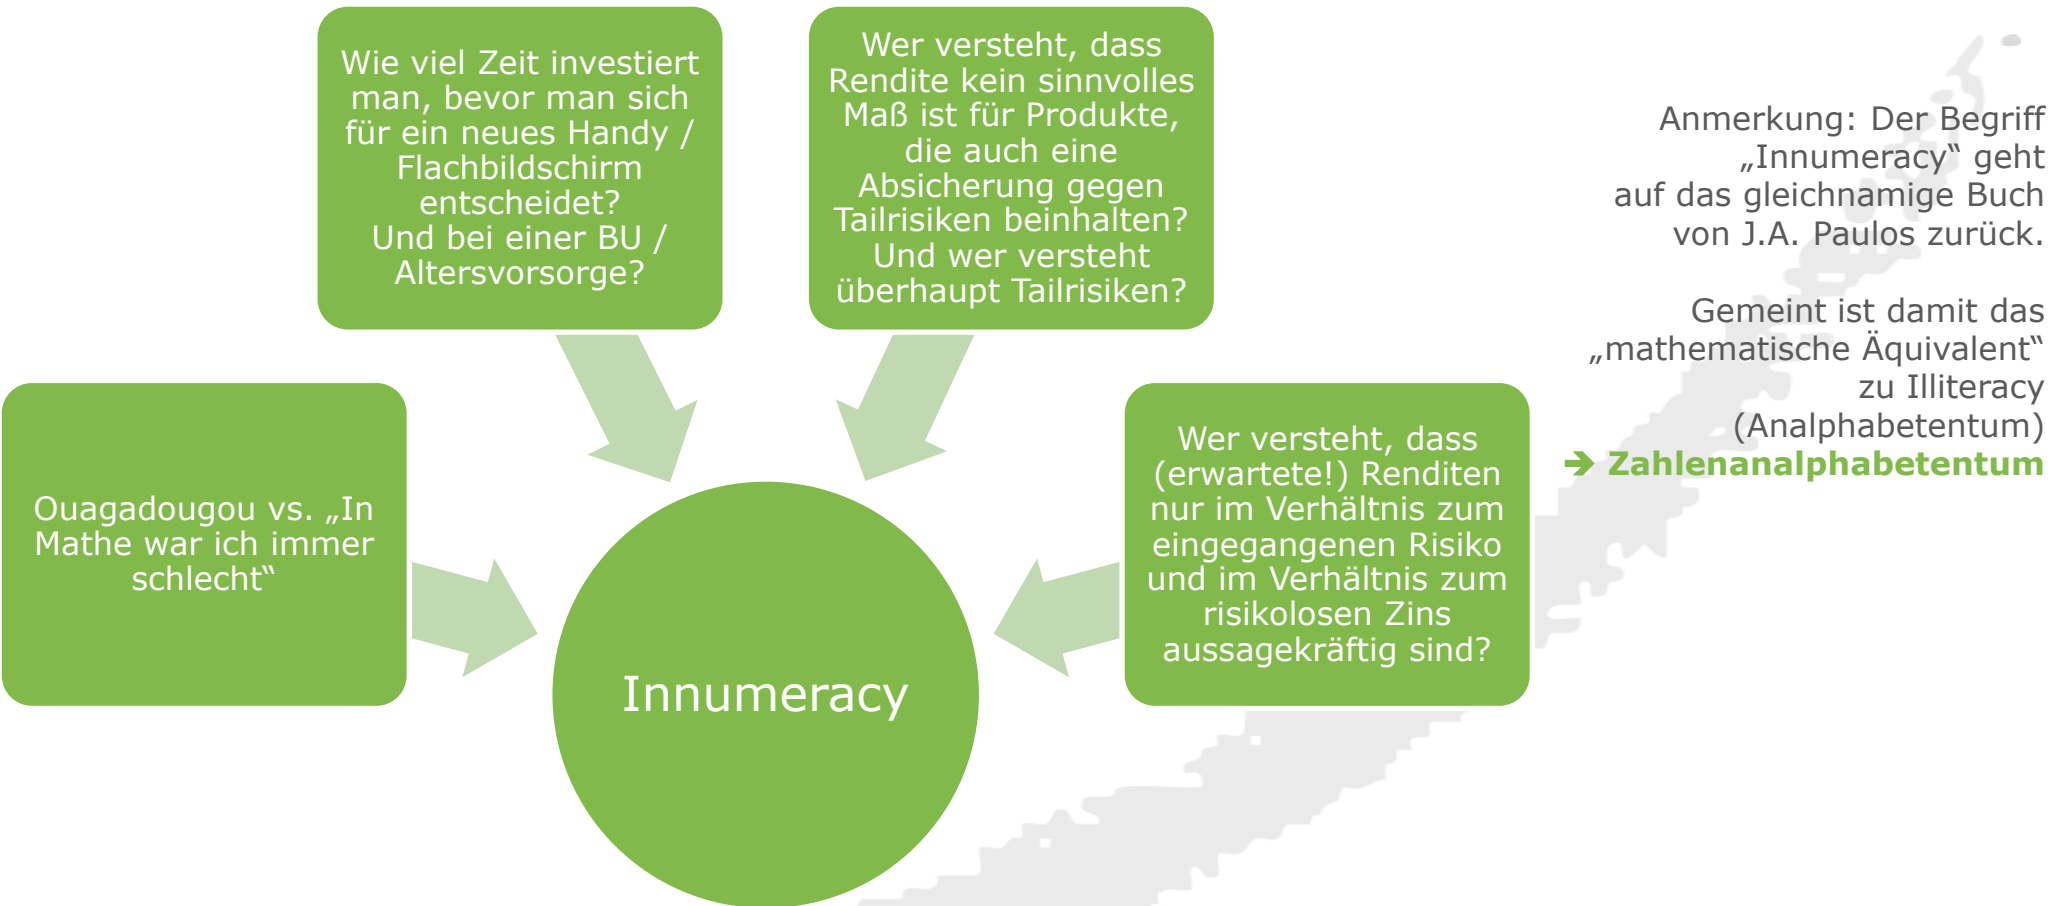 Wie viel Zeit investiert
man, bevor man sich
für ein neues Handy /
Flachbildschirm
entscheidet?
Und bei einer BU /
Altersvorsorge?
Wer versteht, dass
Rendite kein sinnvolles
Maß ist für Produkte,
die auch eine
Absicherung gegen
Tailrisiken beinhalten?
Und wer versteht
überhaupt Tailrisiken?
Anmerkung: Der Begriff
„Innumeracy“ geht
auf das gleichnamige Buch
von J.A. Paulos zurück.
Gemeint ist damit das
„mathematische Äquivalent“
zu Illiteracy
(Analphabetentum)
➔ Zahlenanalphabetentum
Ouagadougou vs. „In
Mathe war ich immer
schlecht“
Wer versteht, dass
(erwartete!) Renditen
nur im Verhältnis zum
eingegangenen Risiko
und im Verhältnis zum
risikolosen Zins
aussagekräftig sind?
Innumeracy